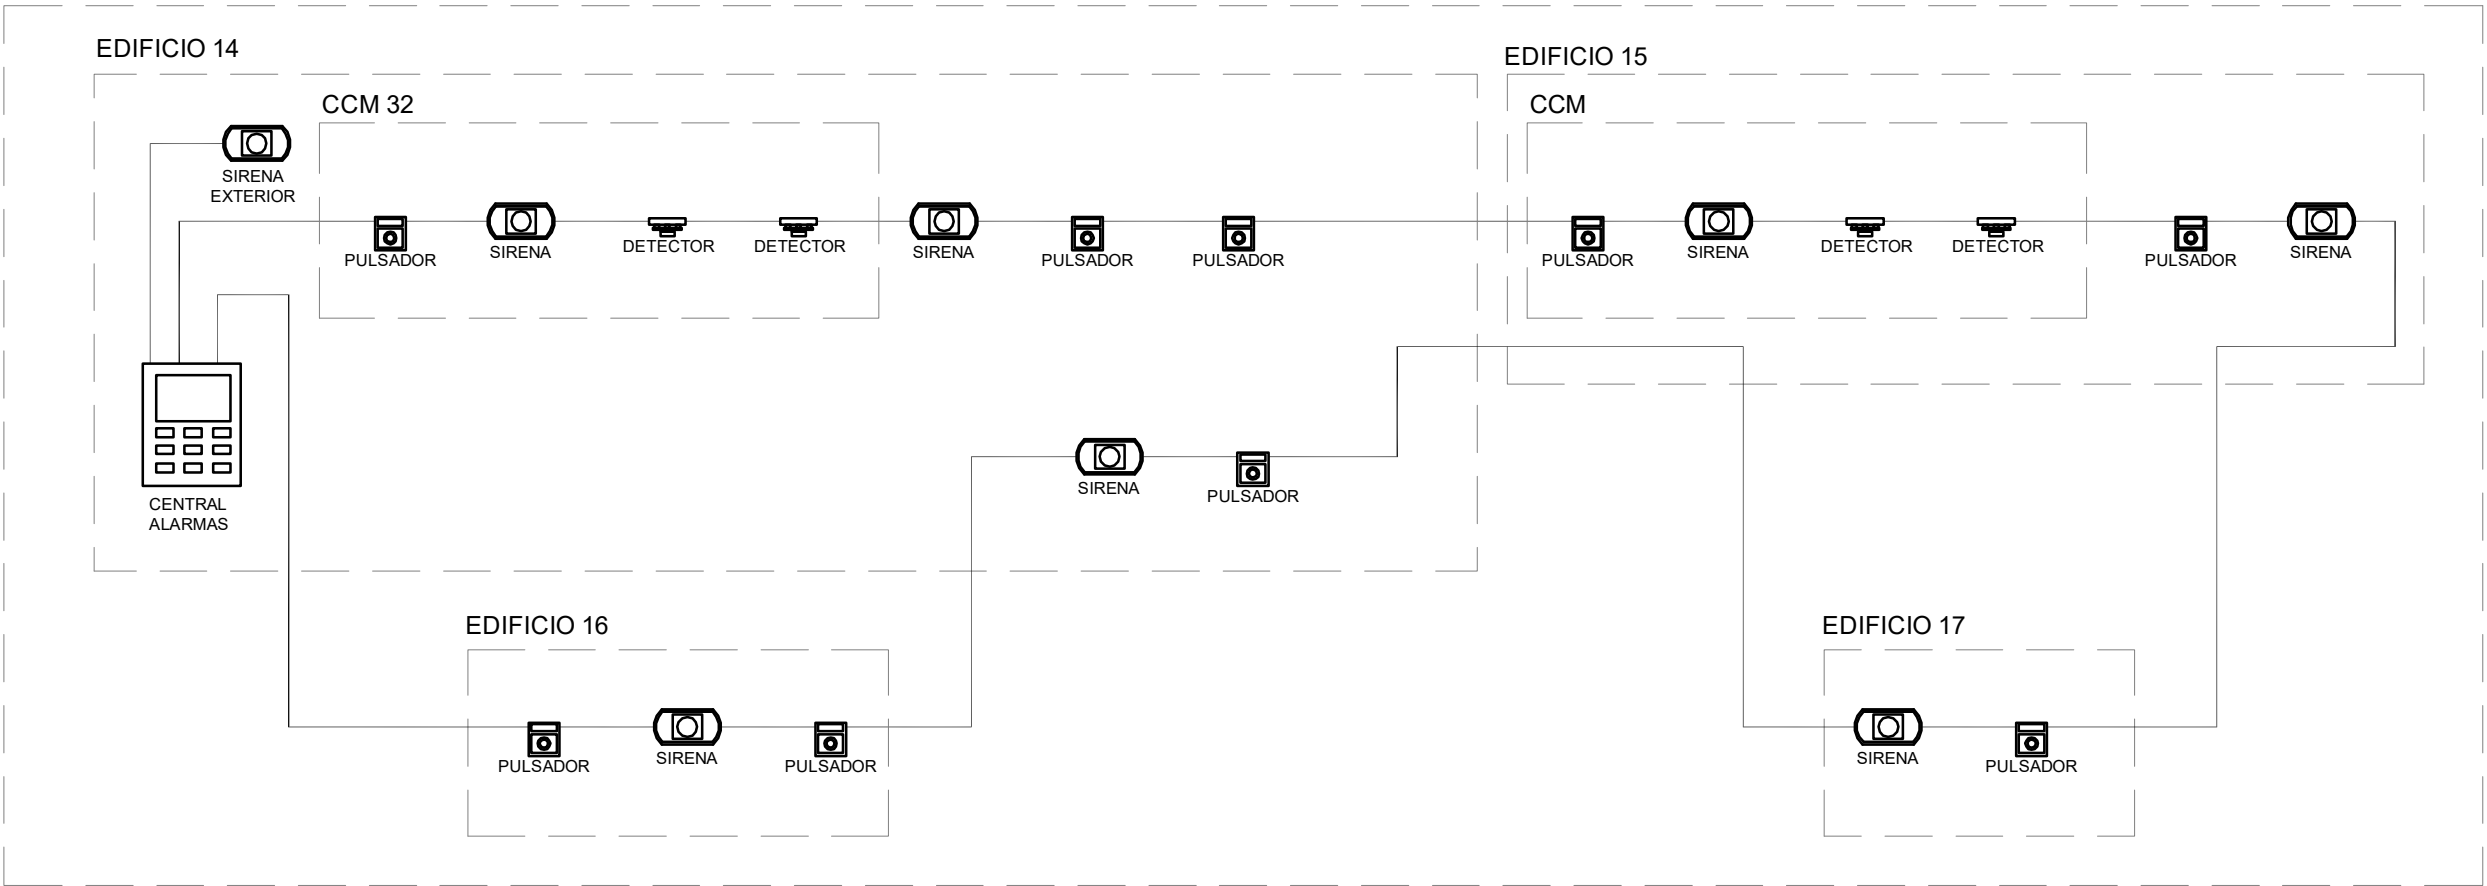 EDIFICIO 14
EDIFICIO 15
CCM 32
CCM
SIRENA
EXTERIOR
PULSADOR
SIRENA
DETECTOR
DETECTOR
SIRENA
PULSADOR
PULSADOR
PULSADOR
SIRENA
DETECTOR
DETECTOR
PULSADOR
SIRENA
CENTRAL
ALARMAS
SIRENA
PULSADOR
EDIFICIO 16
EDIFICIO 17
PULSADOR
SIRENA
PULSADOR
SIRENA
PULSADOR